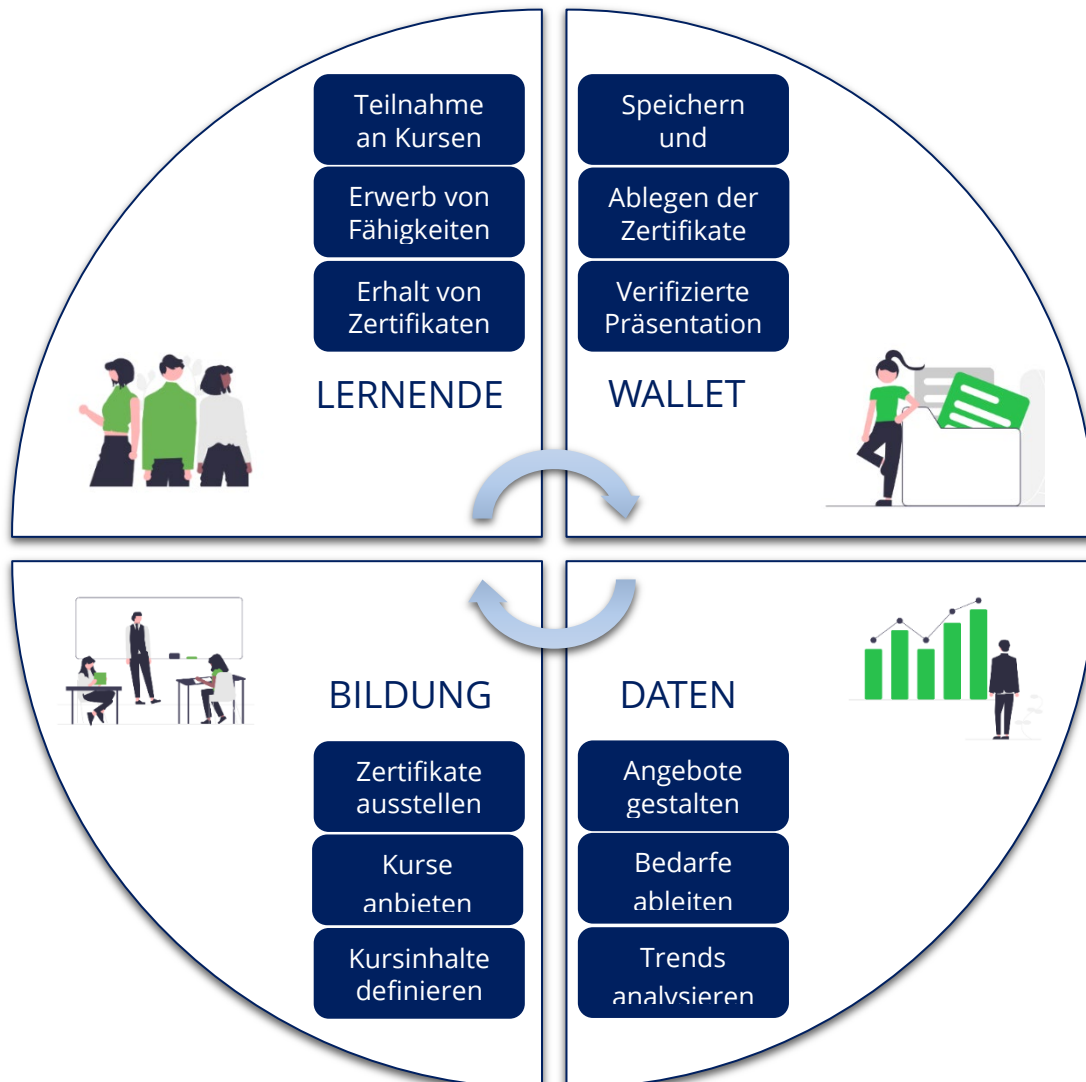 Teilnahme
an Kursen
Erwerb von
Fähigkeiten
Erhalt von
Zertifikaten
LERNENDE
Speichern
und
Ablegen der
Zertifikate
Verifizierte
Präsentation
WALLET
BILDUNG
Zertifikate
ausstellen
Kurse
anbieten
Kursinhalte
definieren
DATEN
Angebote
gestalten
Bedarfe
ableiten
Trends
analysieren